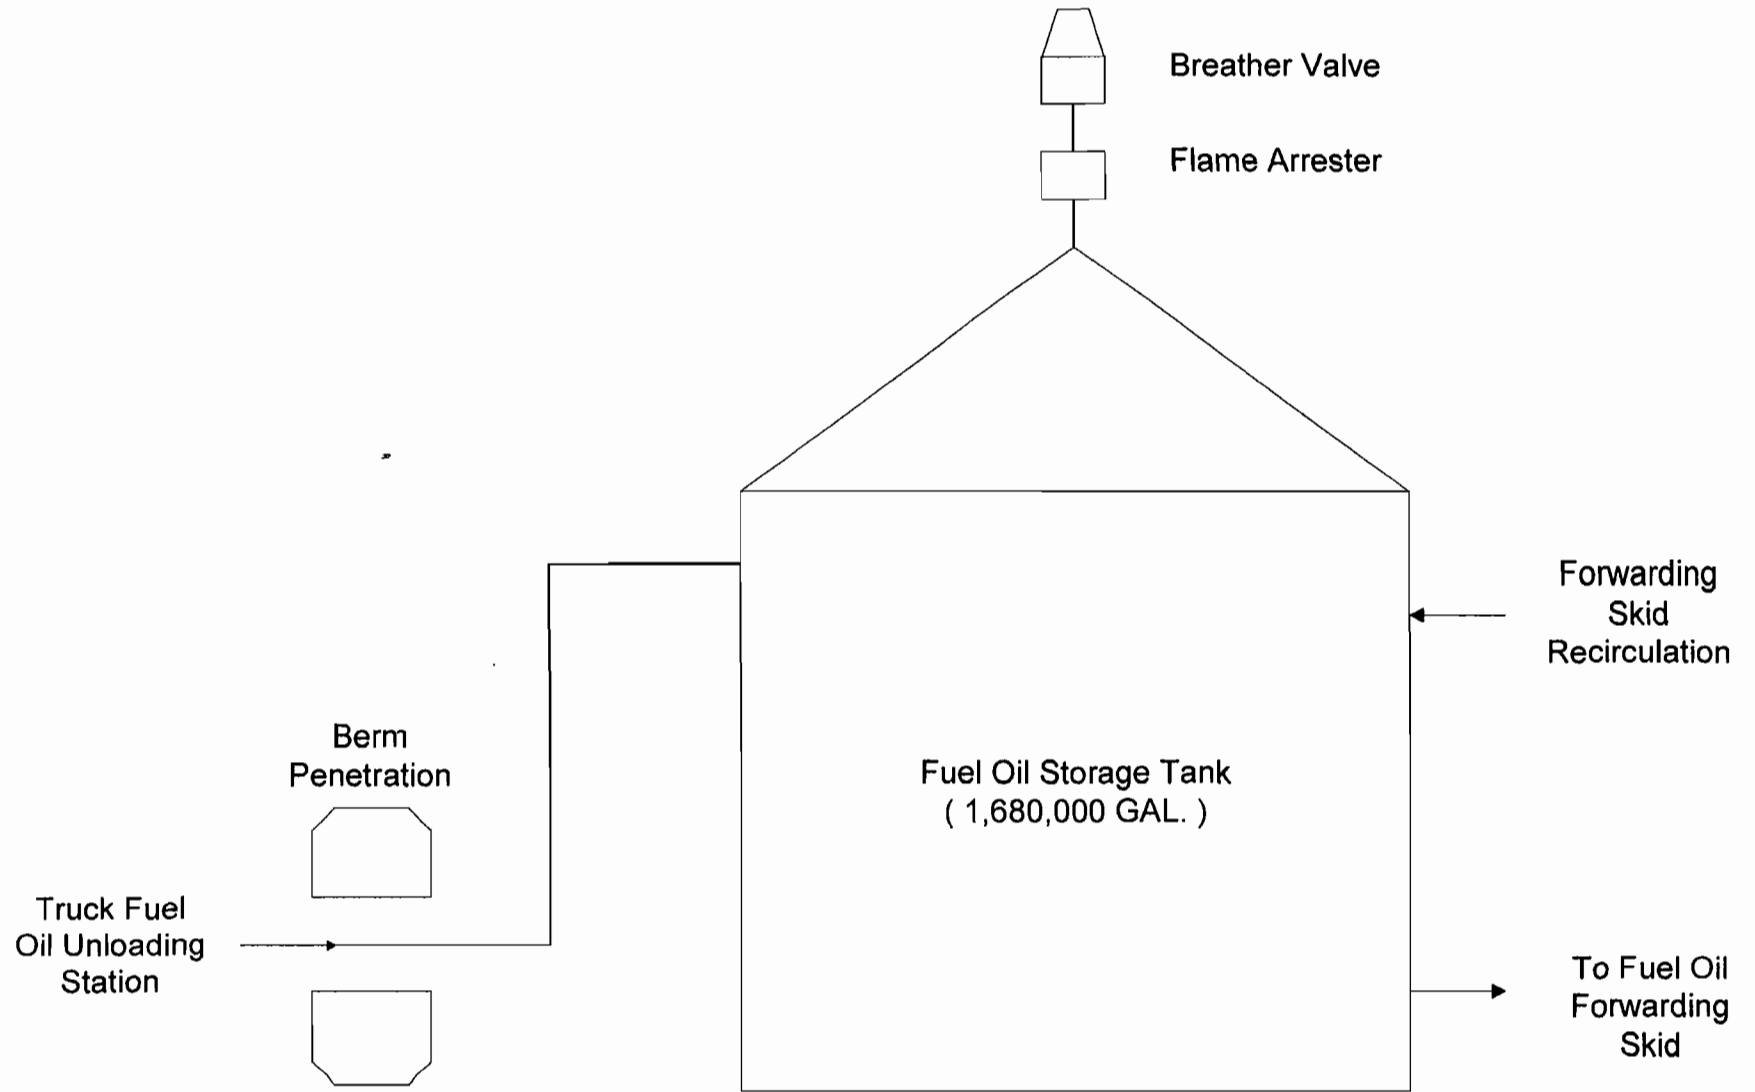 Breather Valve
Flame Arrester
Forwarding
Skid
Recirculation
Berm
Penetration
Fuel Oil Storage Tank
( 1,680,000 GAL. )
Truck Fuel
Oil Unloading
Station
To Fuel Oil
Forwarding
Skid